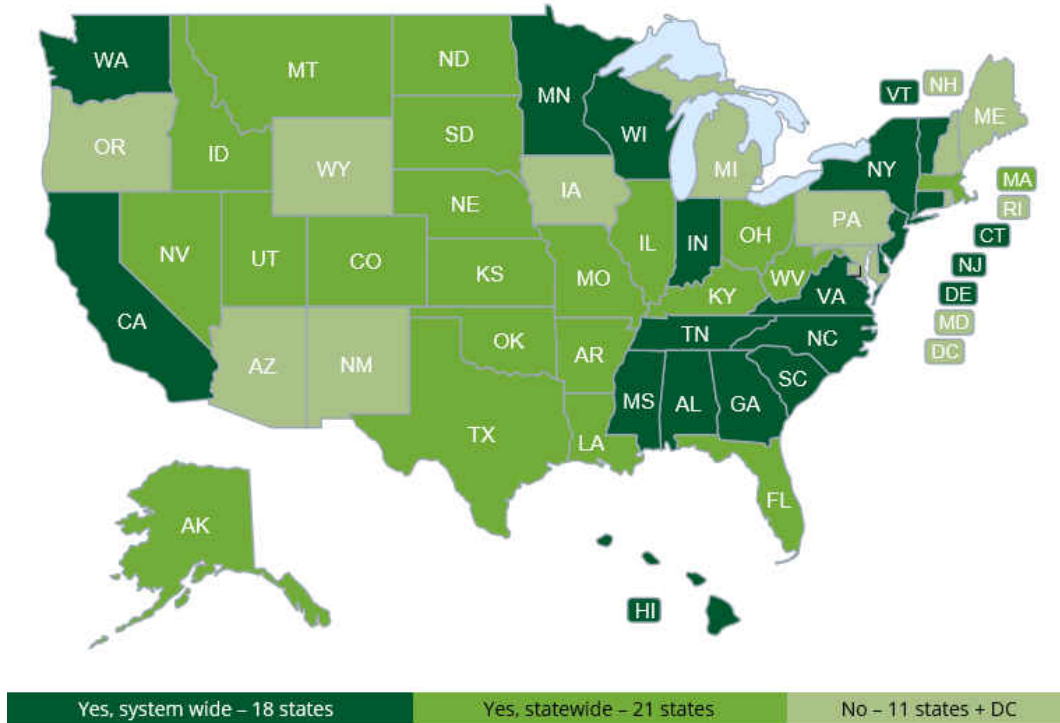 WA
MT
ND
MN
VT
NH
ME
OR
ID
SD
WI
NY
WY
MI
MA
RI
NE
IA
PA
CT
NV
UT
CO
KS
MO
IL
IN
OH
WV
NJ
CA
KY
VA
DE
MD
DC
TN
NC
AZ
NM
OK
AR
SC
MS
AL
GA
TX
LA
FL
AK
HI
Yes, system wide – 18 states
Yes, statewide – 21 states
No – 11 states + DC